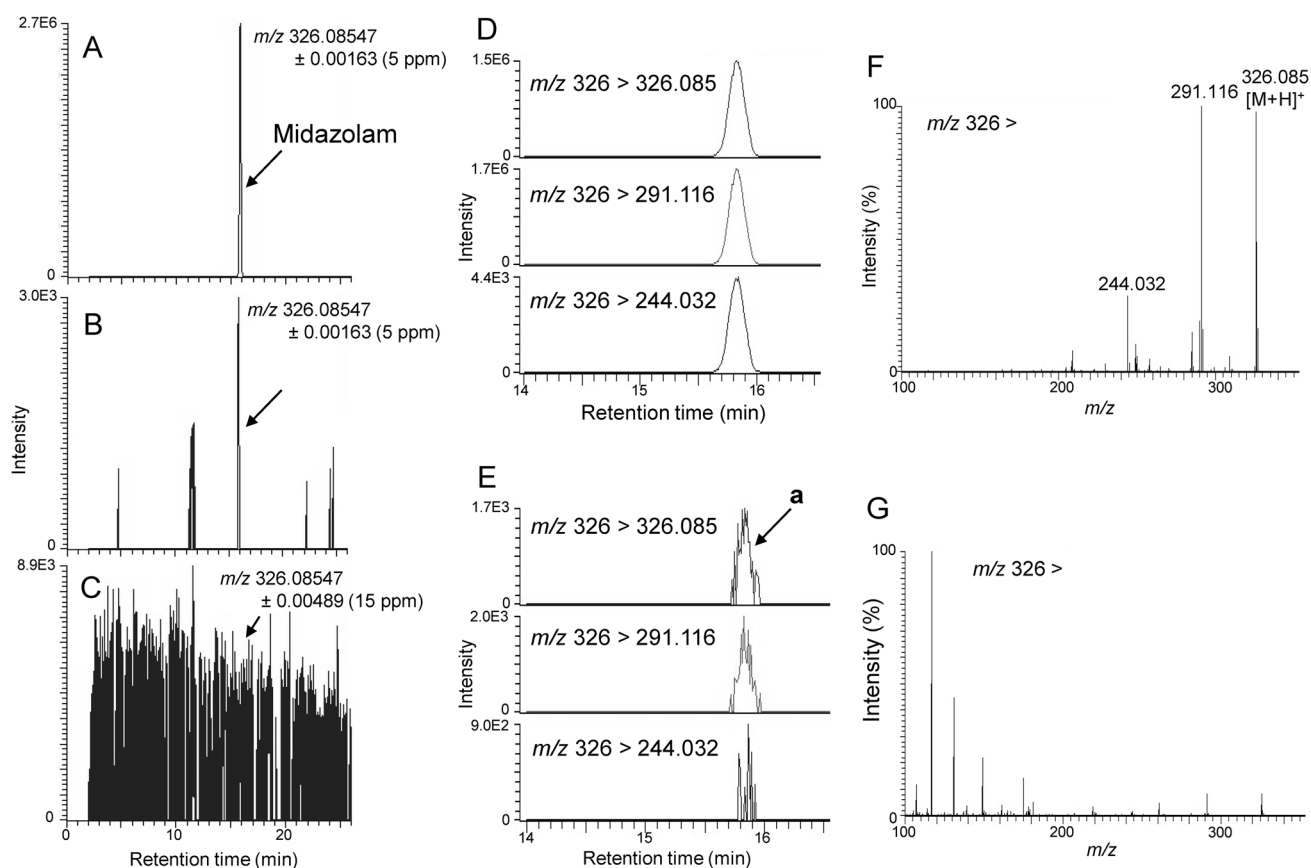 A
2.7E6
m/z 326.08547
± 0.00163 (5 ppm)
Midazolam
0
B
3.0E3
m/z 326.08547
± 0.00163 (5 ppm)
Intensity
0
C
8.9E3
m/z 326.08547
± 0.00489 (15 ppm)
0
0 10 20
Retention time (min)
D
1.5E6
m/z 326 > 326.085
0
1.7E6
m/z 326 > 291.116
Intensity
0
4.4E3
m/z 326 > 244.032
0
14 15 16
Retention time (min)
E
1.7E3
m/z 326 > 326.085
a
0
2.0E3
m/z 326 > 291.116
Intensity
0
9.0E2
m/z 326 > 244.032
0
14 15 16
Retention time (min)
F
100
m/z 326 >
291.116
326.085
[M+H]+
244.032
Intensity (%)
0
100 200 300
m/z
G
100
m/z 326 >
Intensity (%)
0
100 200 300
m/z